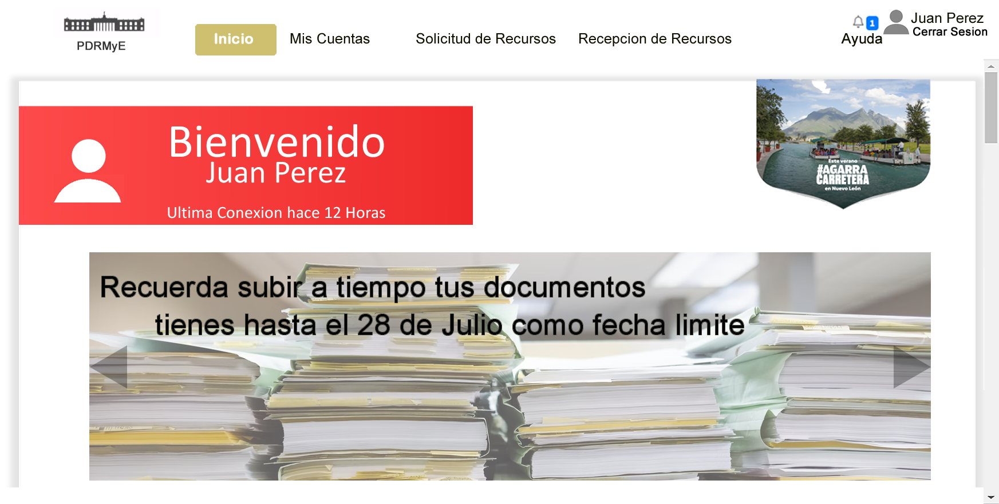 PDRMyE
Inicio
Mis Cuentas
Solicitud de Recursos
Recepcion de Recursos
Ayuda
1
Juan Perez
Cerrar Sesion
Bienvenido
Juan Perez
Ultima Conexion hace 12 Horas
Este verano
#AGARRA
CARRETERA
en Nuevo León
Recuerda subir a tiempo tus documentos
tienes hasta el 28 de Julio como fecha limite